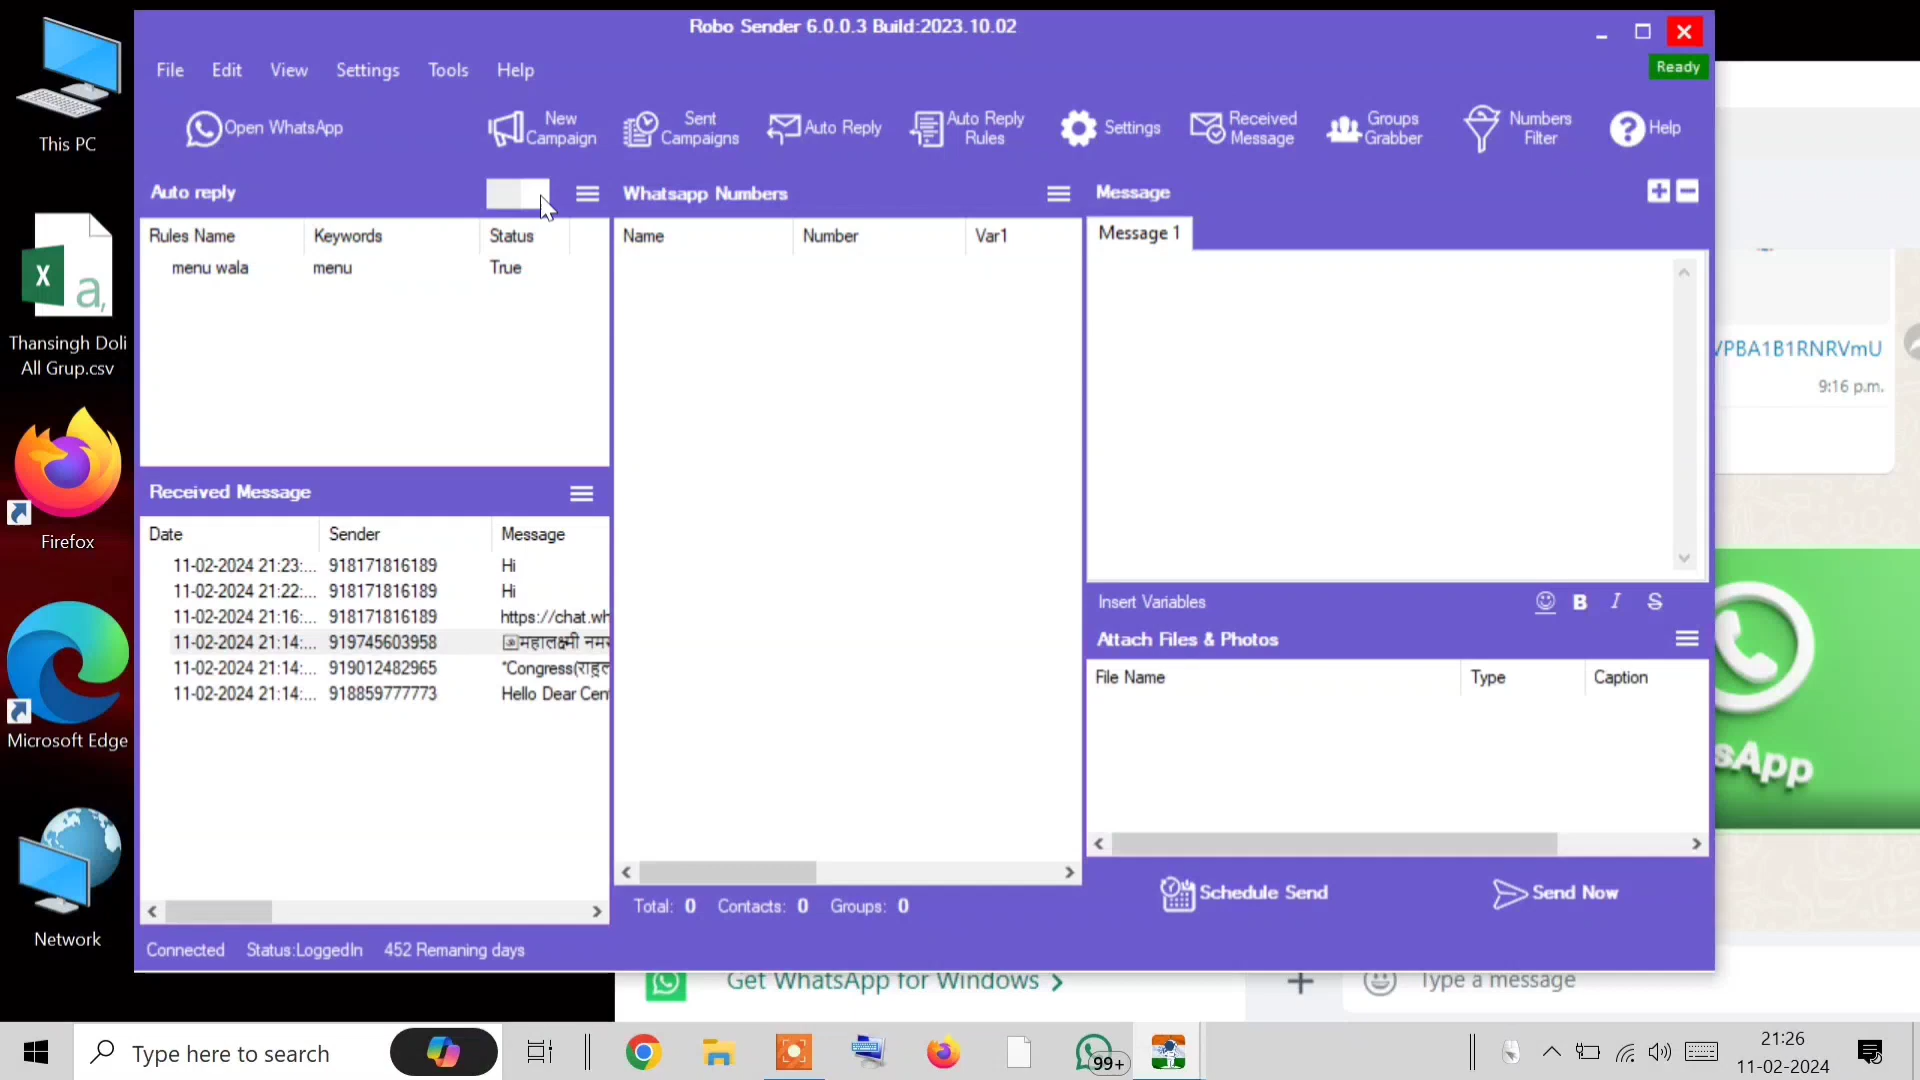 Robo Sender 6.0.0.3 Build:2023.10.02
File Edit View Settings Tools Help
Ready
Open WhatsApp
New Campaign
Sent Campaigns
Auto Reply
Auto Reply Rules
Settings
Received Message
Groups Grabber
Numbers Filter
Help
Auto reply
Rules Name Keywords Status
menu wala menu True
Received Message
Date Sender Message
11-02-2024 21:23:... 918171816189 Hi
11-02-2024 21:22:... 918171816189 Hi
11-02-2024 21:16:... 918171816189 https://chat.wh
11-02-2024 21:14:... 919745603958 महालक्ष्मी
11-02-2024 21:14:... 919012482965 *Congress(राहुल
11-02-2024 21:14:... 918859777773 Hello Dear Cen
Connected Status:LoggedIn 452 Remaning days
Whatsapp Numbers
Name Number Var1
Total: 0 Contacts: 0 Groups: 0
Message
Message 1
Insert Variables B I S
Attach Files & Photos
File Name Type Caption
Schedule Send Send Now
This PC
Thansingh Doli
All Grup.csv
Firefox
Microsoft Edge
Network
VPBA1B1RNRVmU
9:16 p.m.
sApp
Get WhatsApp for Windows
Type a message
Type here to search
99+
21:26
11-02-2024